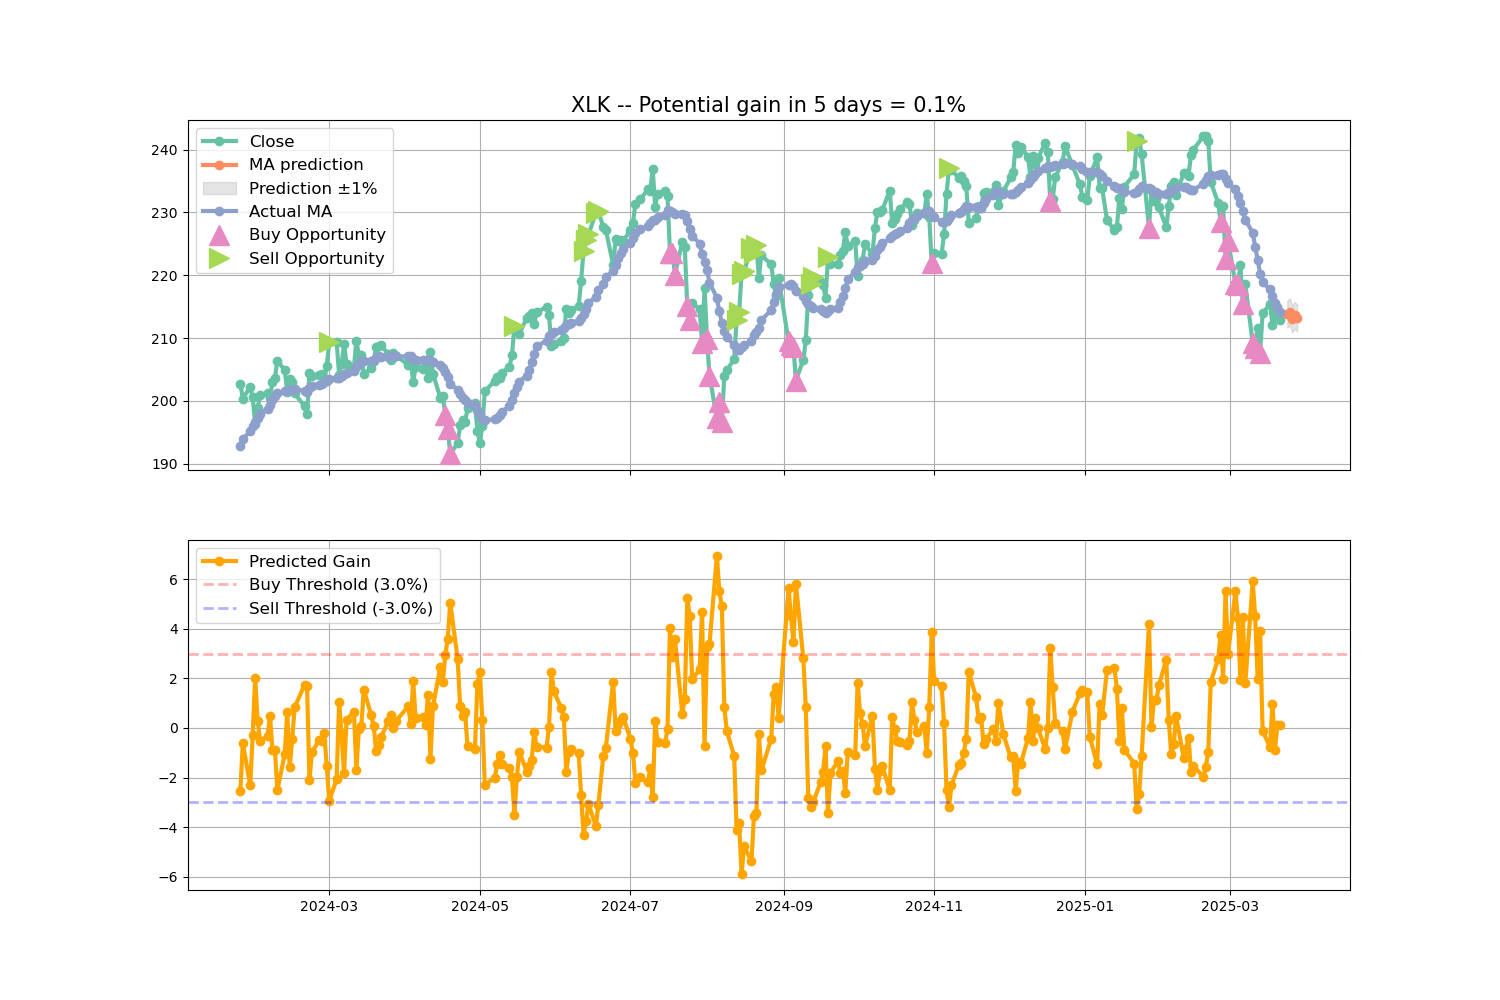 XLK -- Potential gain in 5 days = 0.1%
Close
MA prediction
Prediction ±1%
Actual MA
Buy Opportunity
Sell Opportunity
240
230
220
210
200
190
Predicted Gain
Buy Threshold (3.0%)
Sell Threshold (-3.0%)
6
4
2
0
−2
−4
−6
2024-03
2024-05
2024-07
2024-09
2024-11
2025-01
2025-03